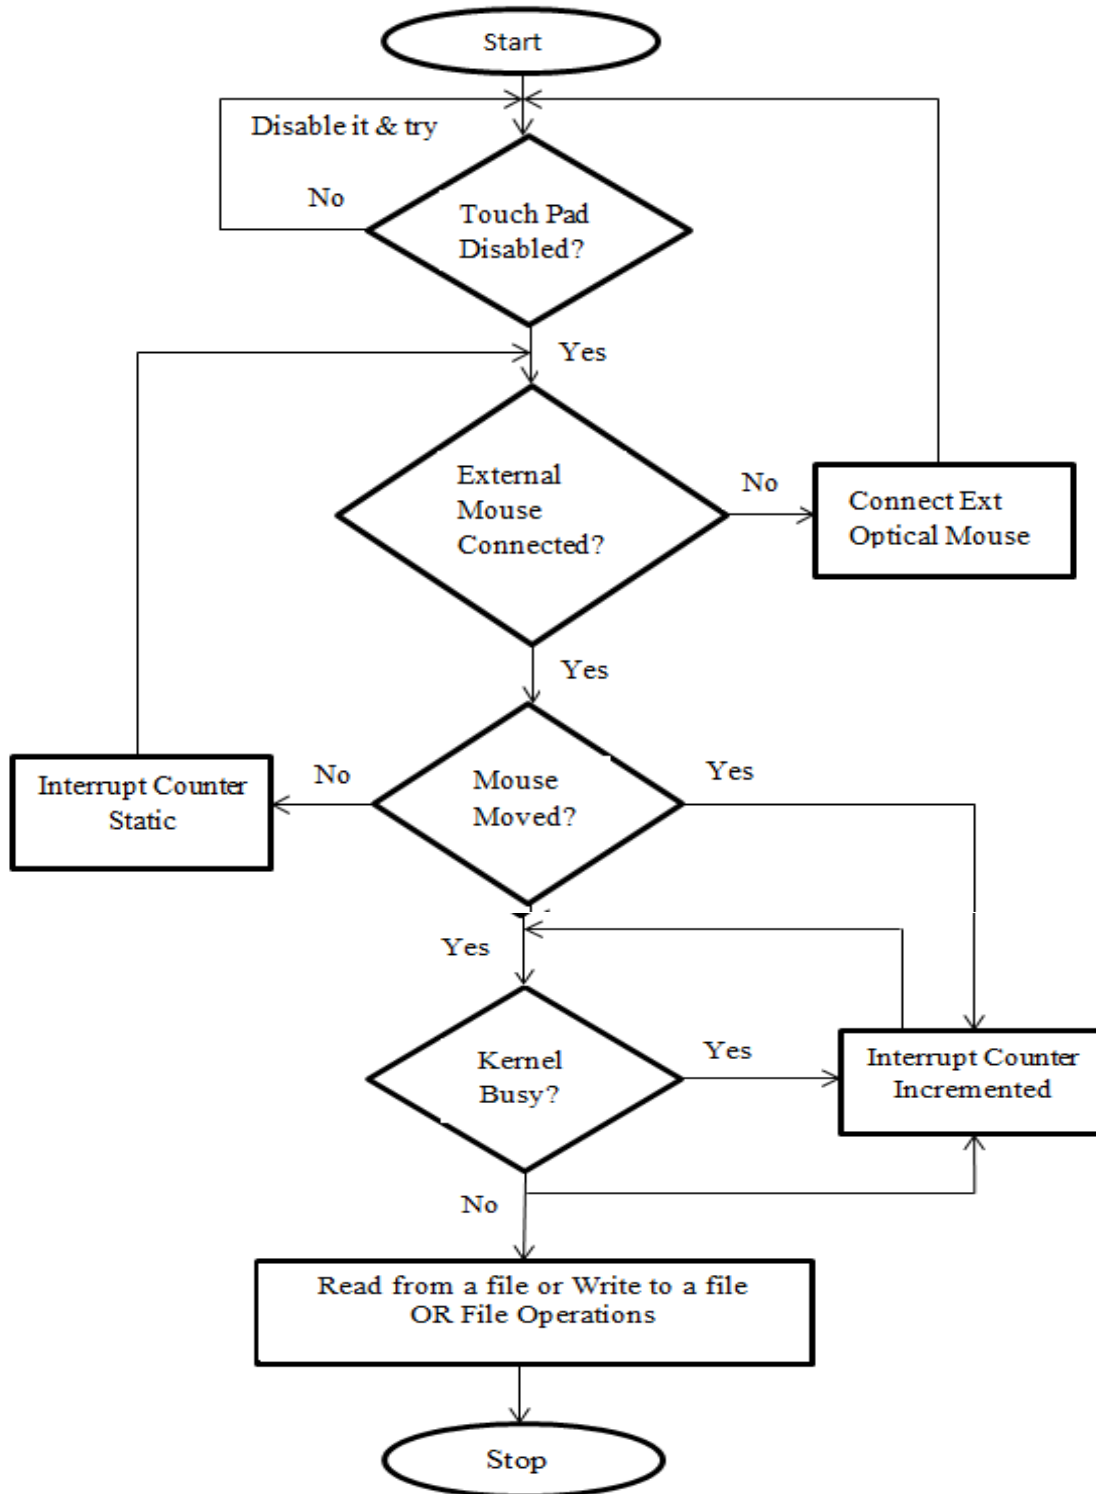 Start
Disable it & try
No
Touch Pad
Disabled?
Yes
External
Mouse
Connected?
No
Connect Ext
Optical Mouse
Yes
Interrupt Counter
Static
No
Mouse
Moved?
Yes
Yes
Kernel
Busy?
Yes
Interrupt Counter
Incremented
No
Read from a file or Write to a file
OR File Operations
Stop